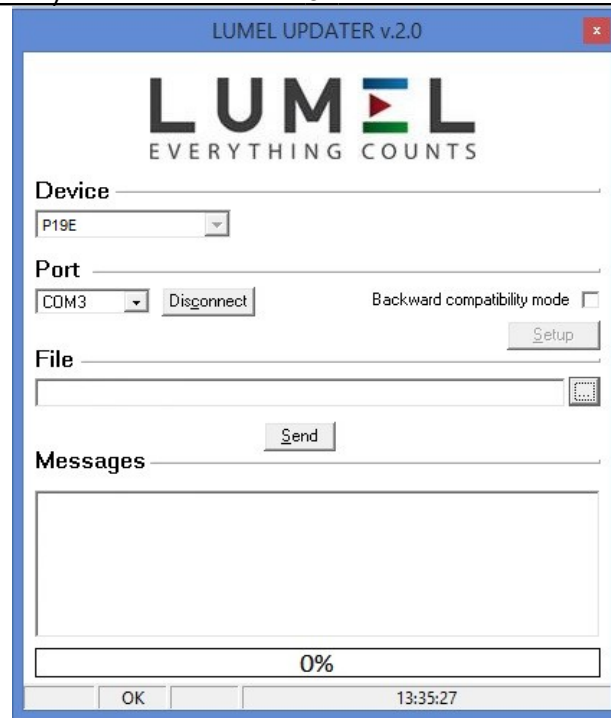 LUMEL UPDATER v.2.0 x
LUMEL
EVERYTHING COUNTS
Device
P19E
Port
COM3 Disconnect Backward compatibility mode
Setup
File
...
Send
Messages
0%
OK 13:35:27